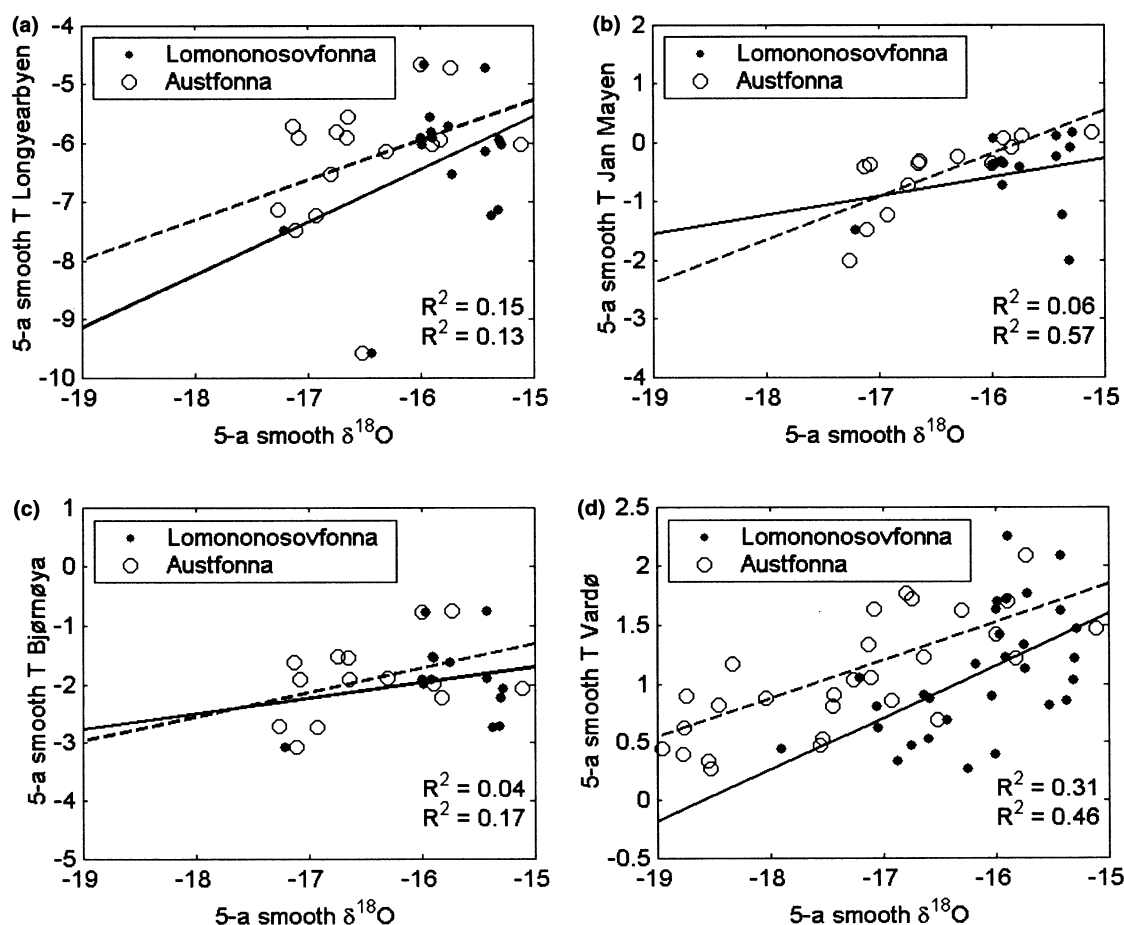 (a)
-4
-5
-6
-7
-8
-9
-10
5-a smooth T Longyearbyen
Lomononosovfonna
Austfonna
R² = 0.15
R² = 0.13
-19 -18 -17 -16 -15
5-a smooth δ¹⁸O
(b)
2
1
0
-1
-2
-3
-4
5-a smooth T Jan Mayen
Lomononosovfonna
Austfonna
R² = 0.06
R² = 0.57
-19 -18 -17 -16 -15
5-a smooth δ¹⁸O
(c)
1
0
-1
-2
-3
-4
-5
5-a smooth T Bjørnøya
Lomononosovfonna
Austfonna
R² = 0.04
R² = 0.17
-19 -18 -17 -16 -15
5-a smooth δ¹⁸O
(d)
2.5
2
1.5
1
0.5
0
-0.5
5-a smooth T Vardø
Lomononosovfonna
Austfonna
R² = 0.31
R² = 0.46
-19 -18 -17 -16 -15
5-a smooth δ¹⁸O